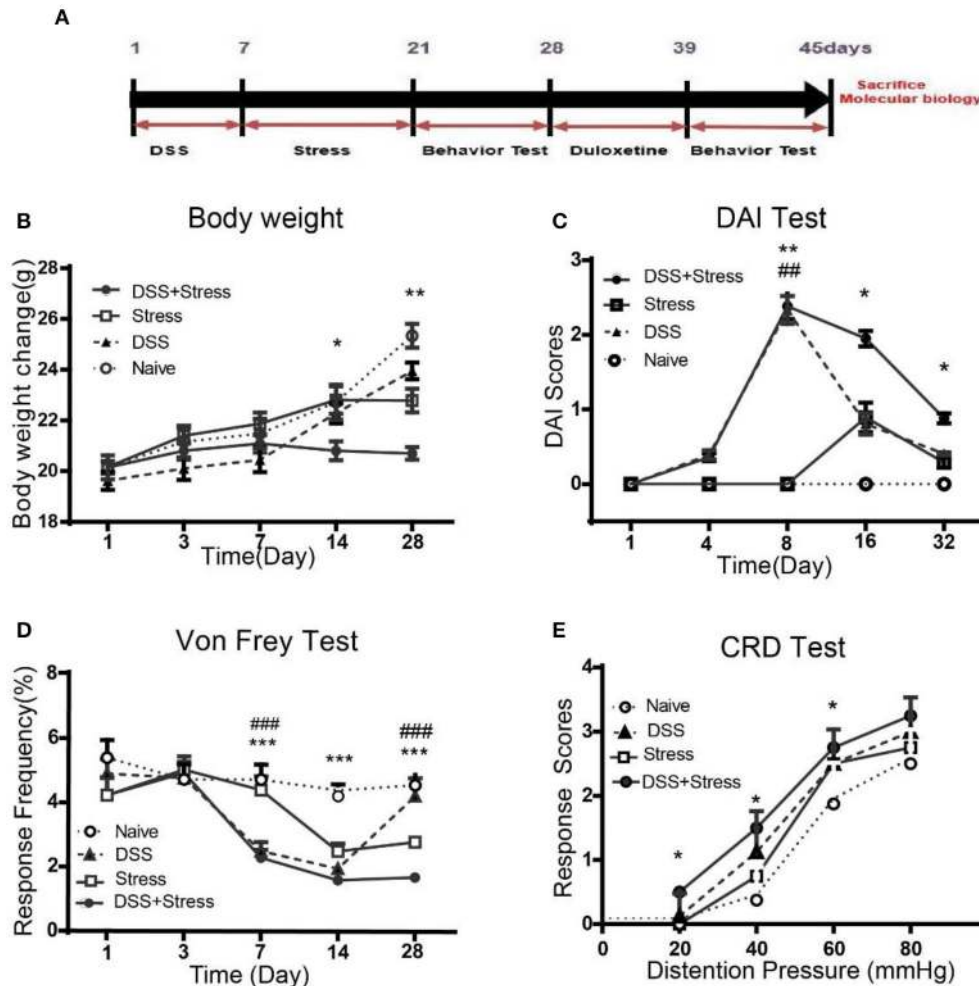 A
1 7 21 28 39 45days
Sacrifice
Molecular biology
DSS Stress Behavior Test Duloxetine Behavior Test
B
Body weight
Body weight change(g)
28
26
24
22
20
18
DSS+Stress
Stress
DSS
Naive
*
**
1 3 7 14 28
Time(Day)
C
DAI Test
DAI Scores
3
2
1
0
DSS+Stress
Stress
DSS
Naive
**
##
*
*
1 4 8 16 32
Time(Day)
D
Von Frey Test
Response Frequency(%)
8
6
4
2
0
###
***
***
###
***
Naive
DSS
Stress
DSS+Stress
1 3 7 14 28
Time (Day)
E
CRD Test
Response Scores
4
3
2
1
0
Naive
DSS
Stress
DSS+Stress
*
*
*
0 20 40 60 80
Distention Pressure (mmHg)